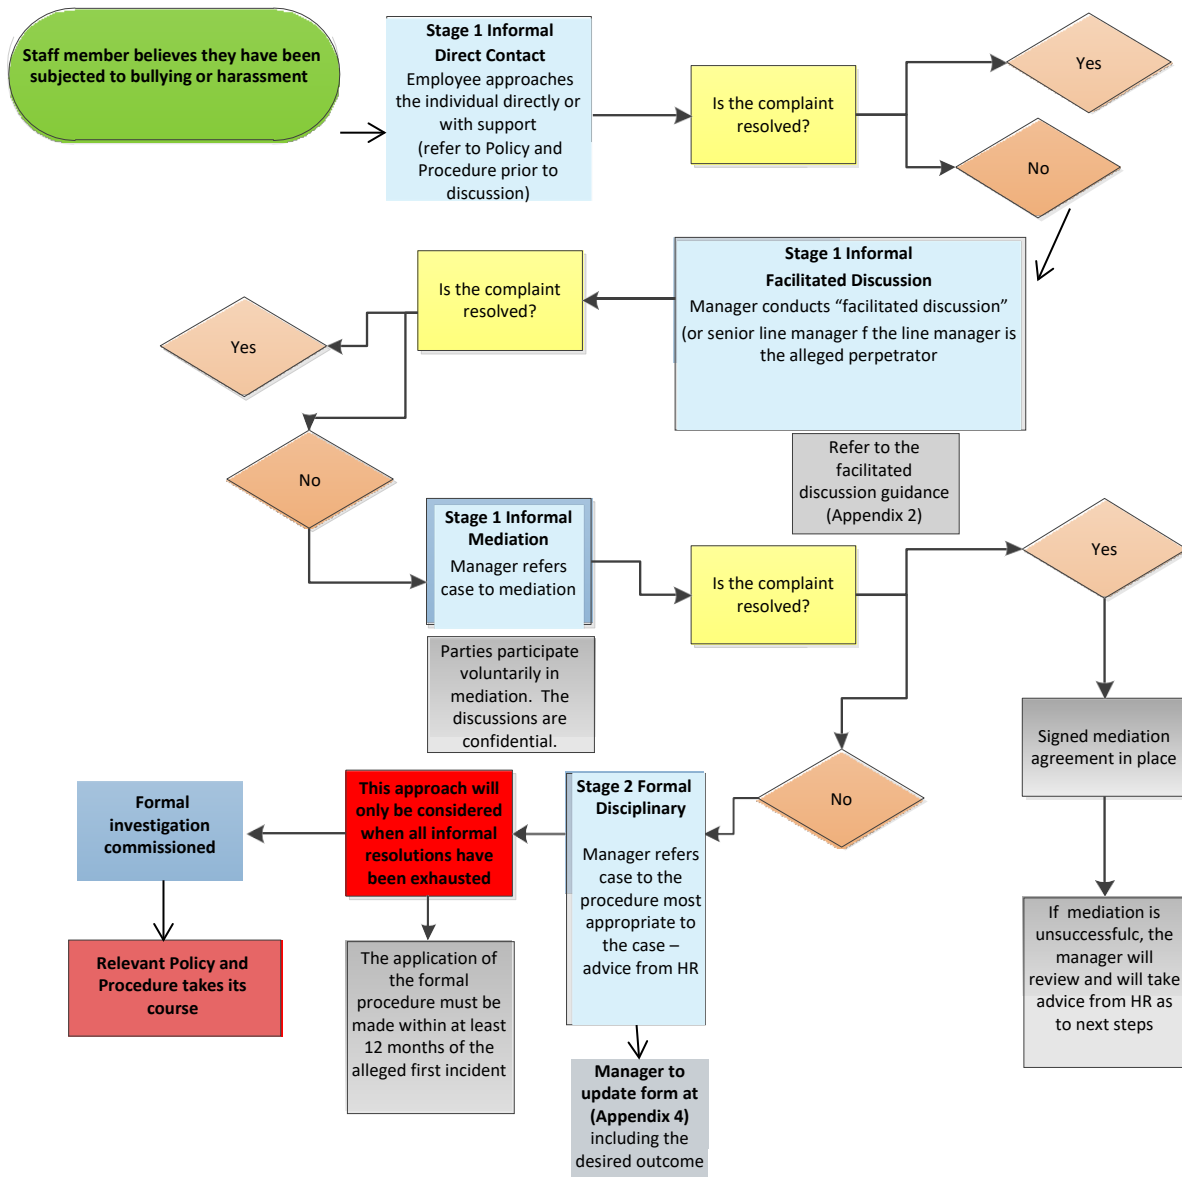 Staff member believes they have been
subjected to bullying or harassment
Stage 1 Informal
Direct Contact
Employee approaches
the individual directly or
with support
(refer to Policy and
Procedure prior to
discussion)
Is the complaint
resolved?
Yes
No
Stage 1 Informal
Facilitated Discussion
Manager conducts “facilitated discussion”
(or senior line manager f the line manager is
the alleged perpetrator
Refer to the
facilitated
discussion guidance
(Appendix 2)
Is the complaint
resolved?
Yes
No
Stage 1 Informal
Mediation
Manager refers
case to mediation
Parties participate
voluntarily in
mediation.  The
discussions are
confidential.
Is the complaint
resolved?
Yes
Signed mediation
agreement in place
If  mediation is
unsuccessfulc, the
manager will
review and will take
advice from HR as
to next steps
No
Stage 2 Formal
Disciplinary
Manager refers
case to the
procedure most
appropriate to
the case –
advice from HR
Manager to
update form at
(Appendix 4)
including the
desired outcome
This approach will
only be considered
when all informal
resolutions have
been exhausted
The application of
the formal
procedure must be
made within at least
12 months of the
alleged first incident
Formal
investigation
commissioned
Relevant Policy and
Procedure takes its
course